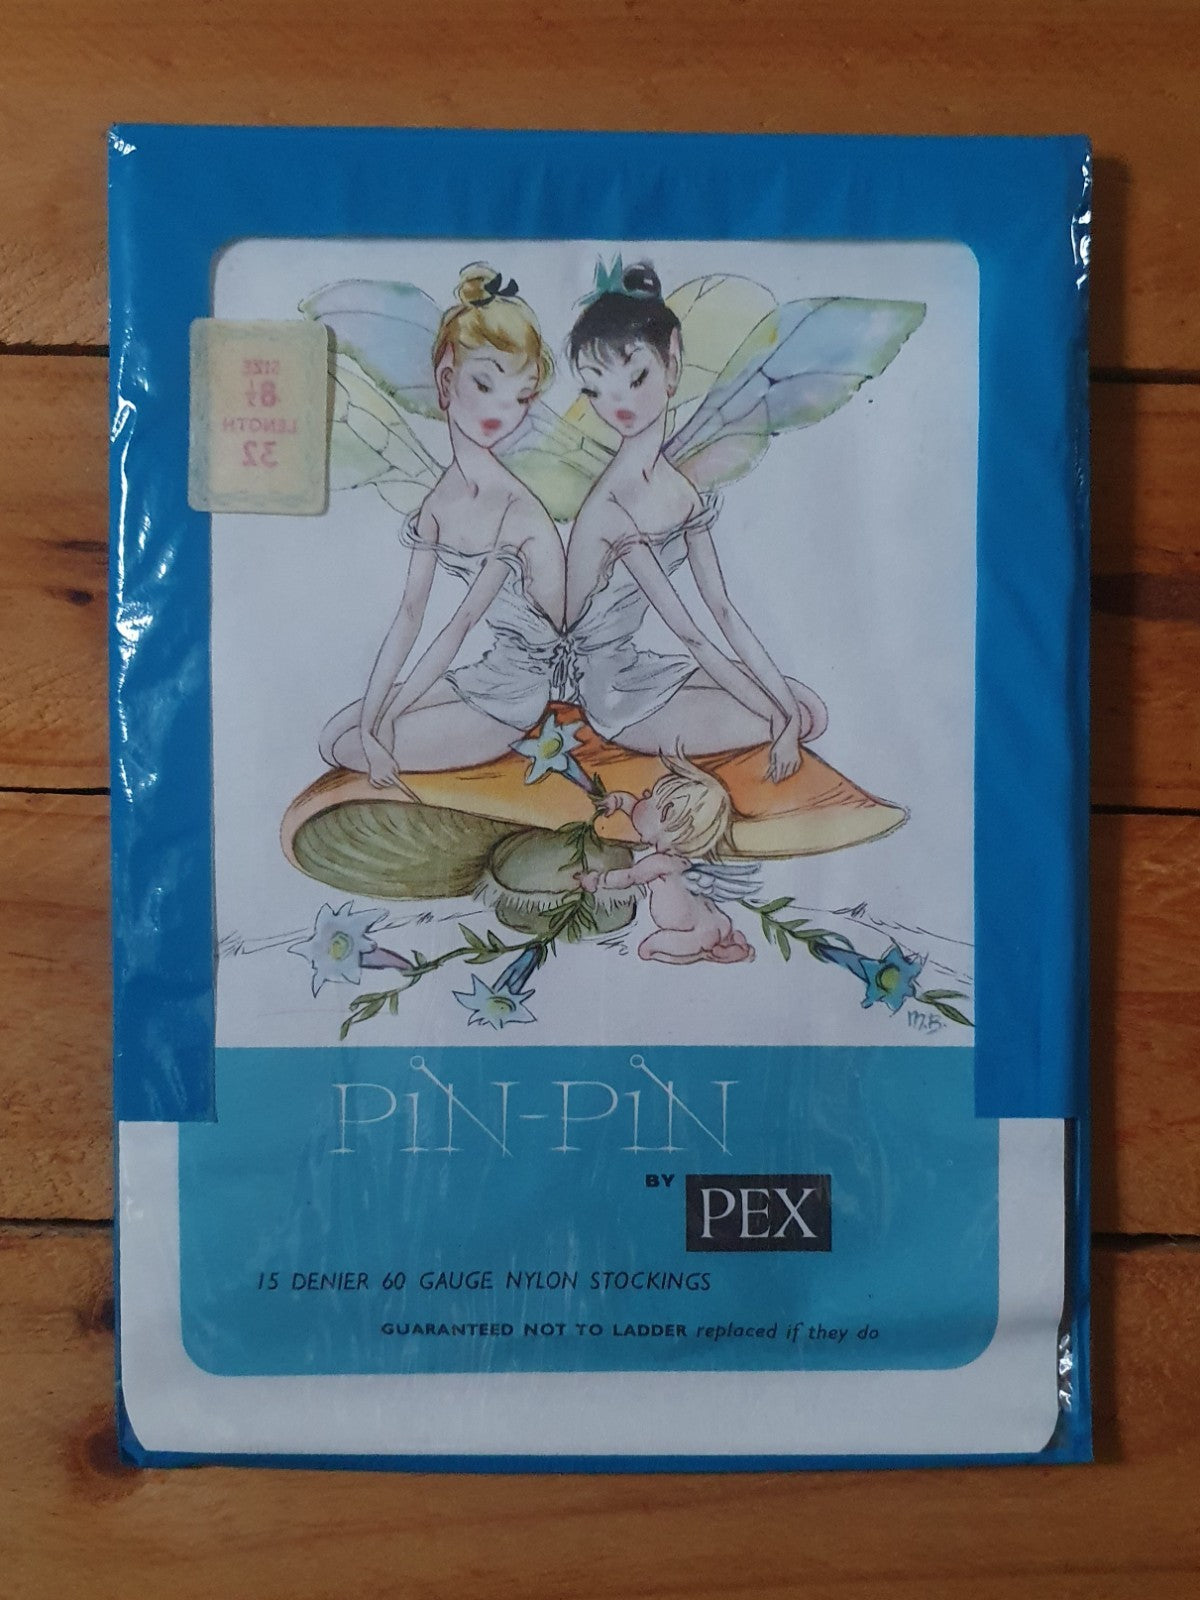 SIZE
8½
LENGTH
32
M.B.
PiN-PiN
BY PEX
15 DENIER 60 GAUGE NYLON STOCKINGS
GUARANTEED NOT TO LADDER replaced if they do